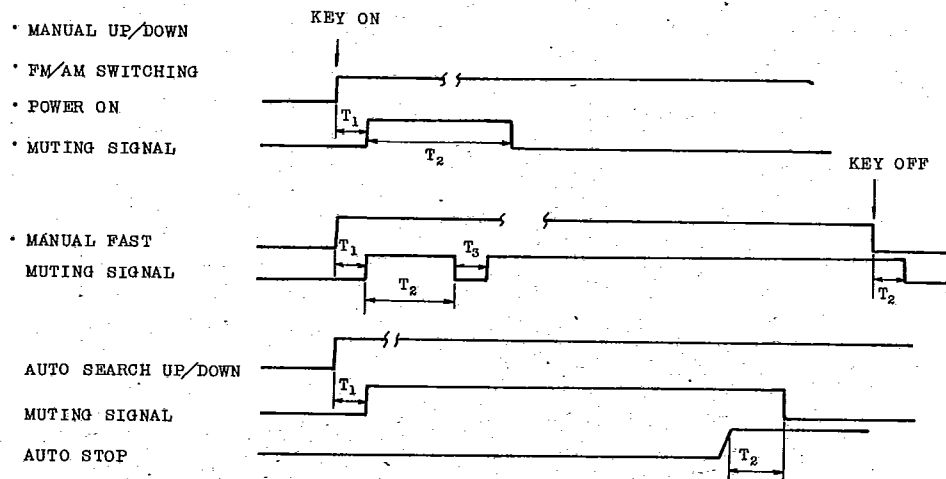 KEY ON
· MANUAL UP/DOWN
· FM/AM SWITCHING
· POWER ON
T1
· MUTING SIGNAL
T2
KEY OFF
· MANUAL FAST
T1
T3
MUTING SIGNAL
T2
T2
AUTO SEARCH UP/DOWN
T1
MUTING SIGNAL
AUTO STOP
T2